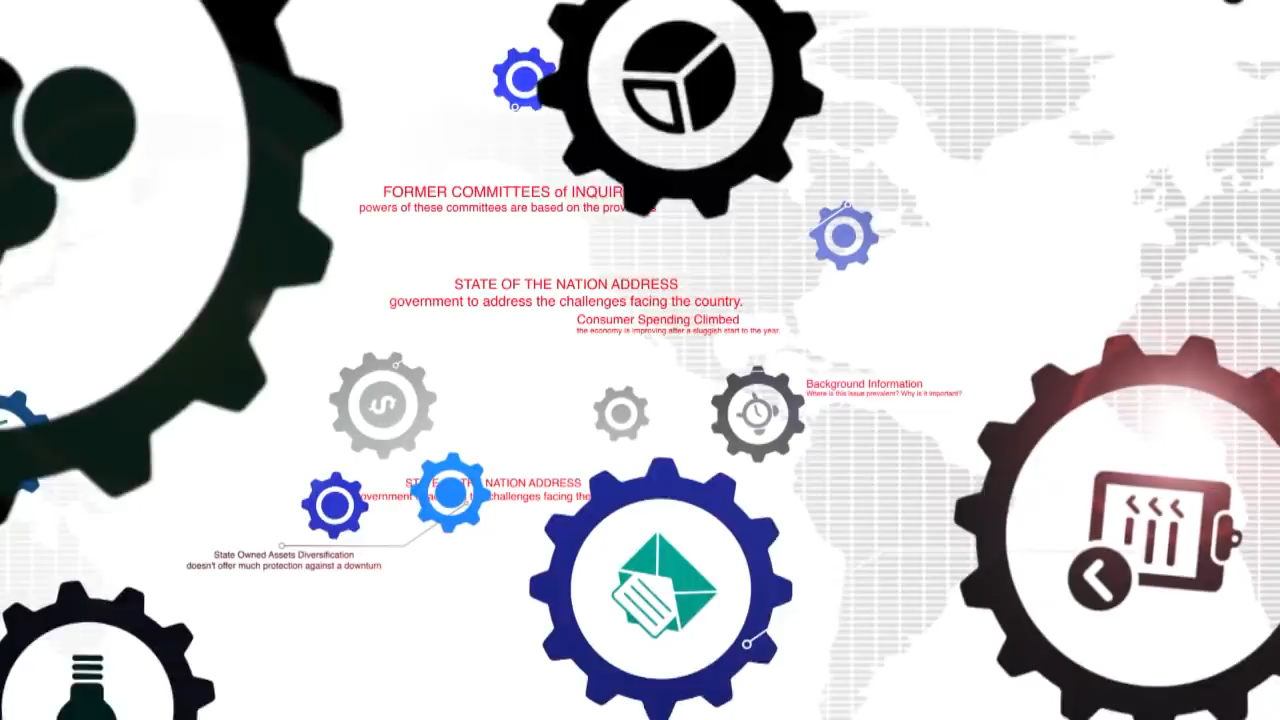 FORMER COMMITTEES of INQUIR
powers of these committees are based on the prov
STATE OF THE NATION ADDRESS
government to address the challenges facing the country.
Consumer Spending Climbed
the economy is improving after a sluggish start to the year.
Background Information
Where is this issue prevalent? Why is it important?
NATION ADDRESS
challenges facing the
State Owned Assets Diversification
doesn't offer much protection against a downturn